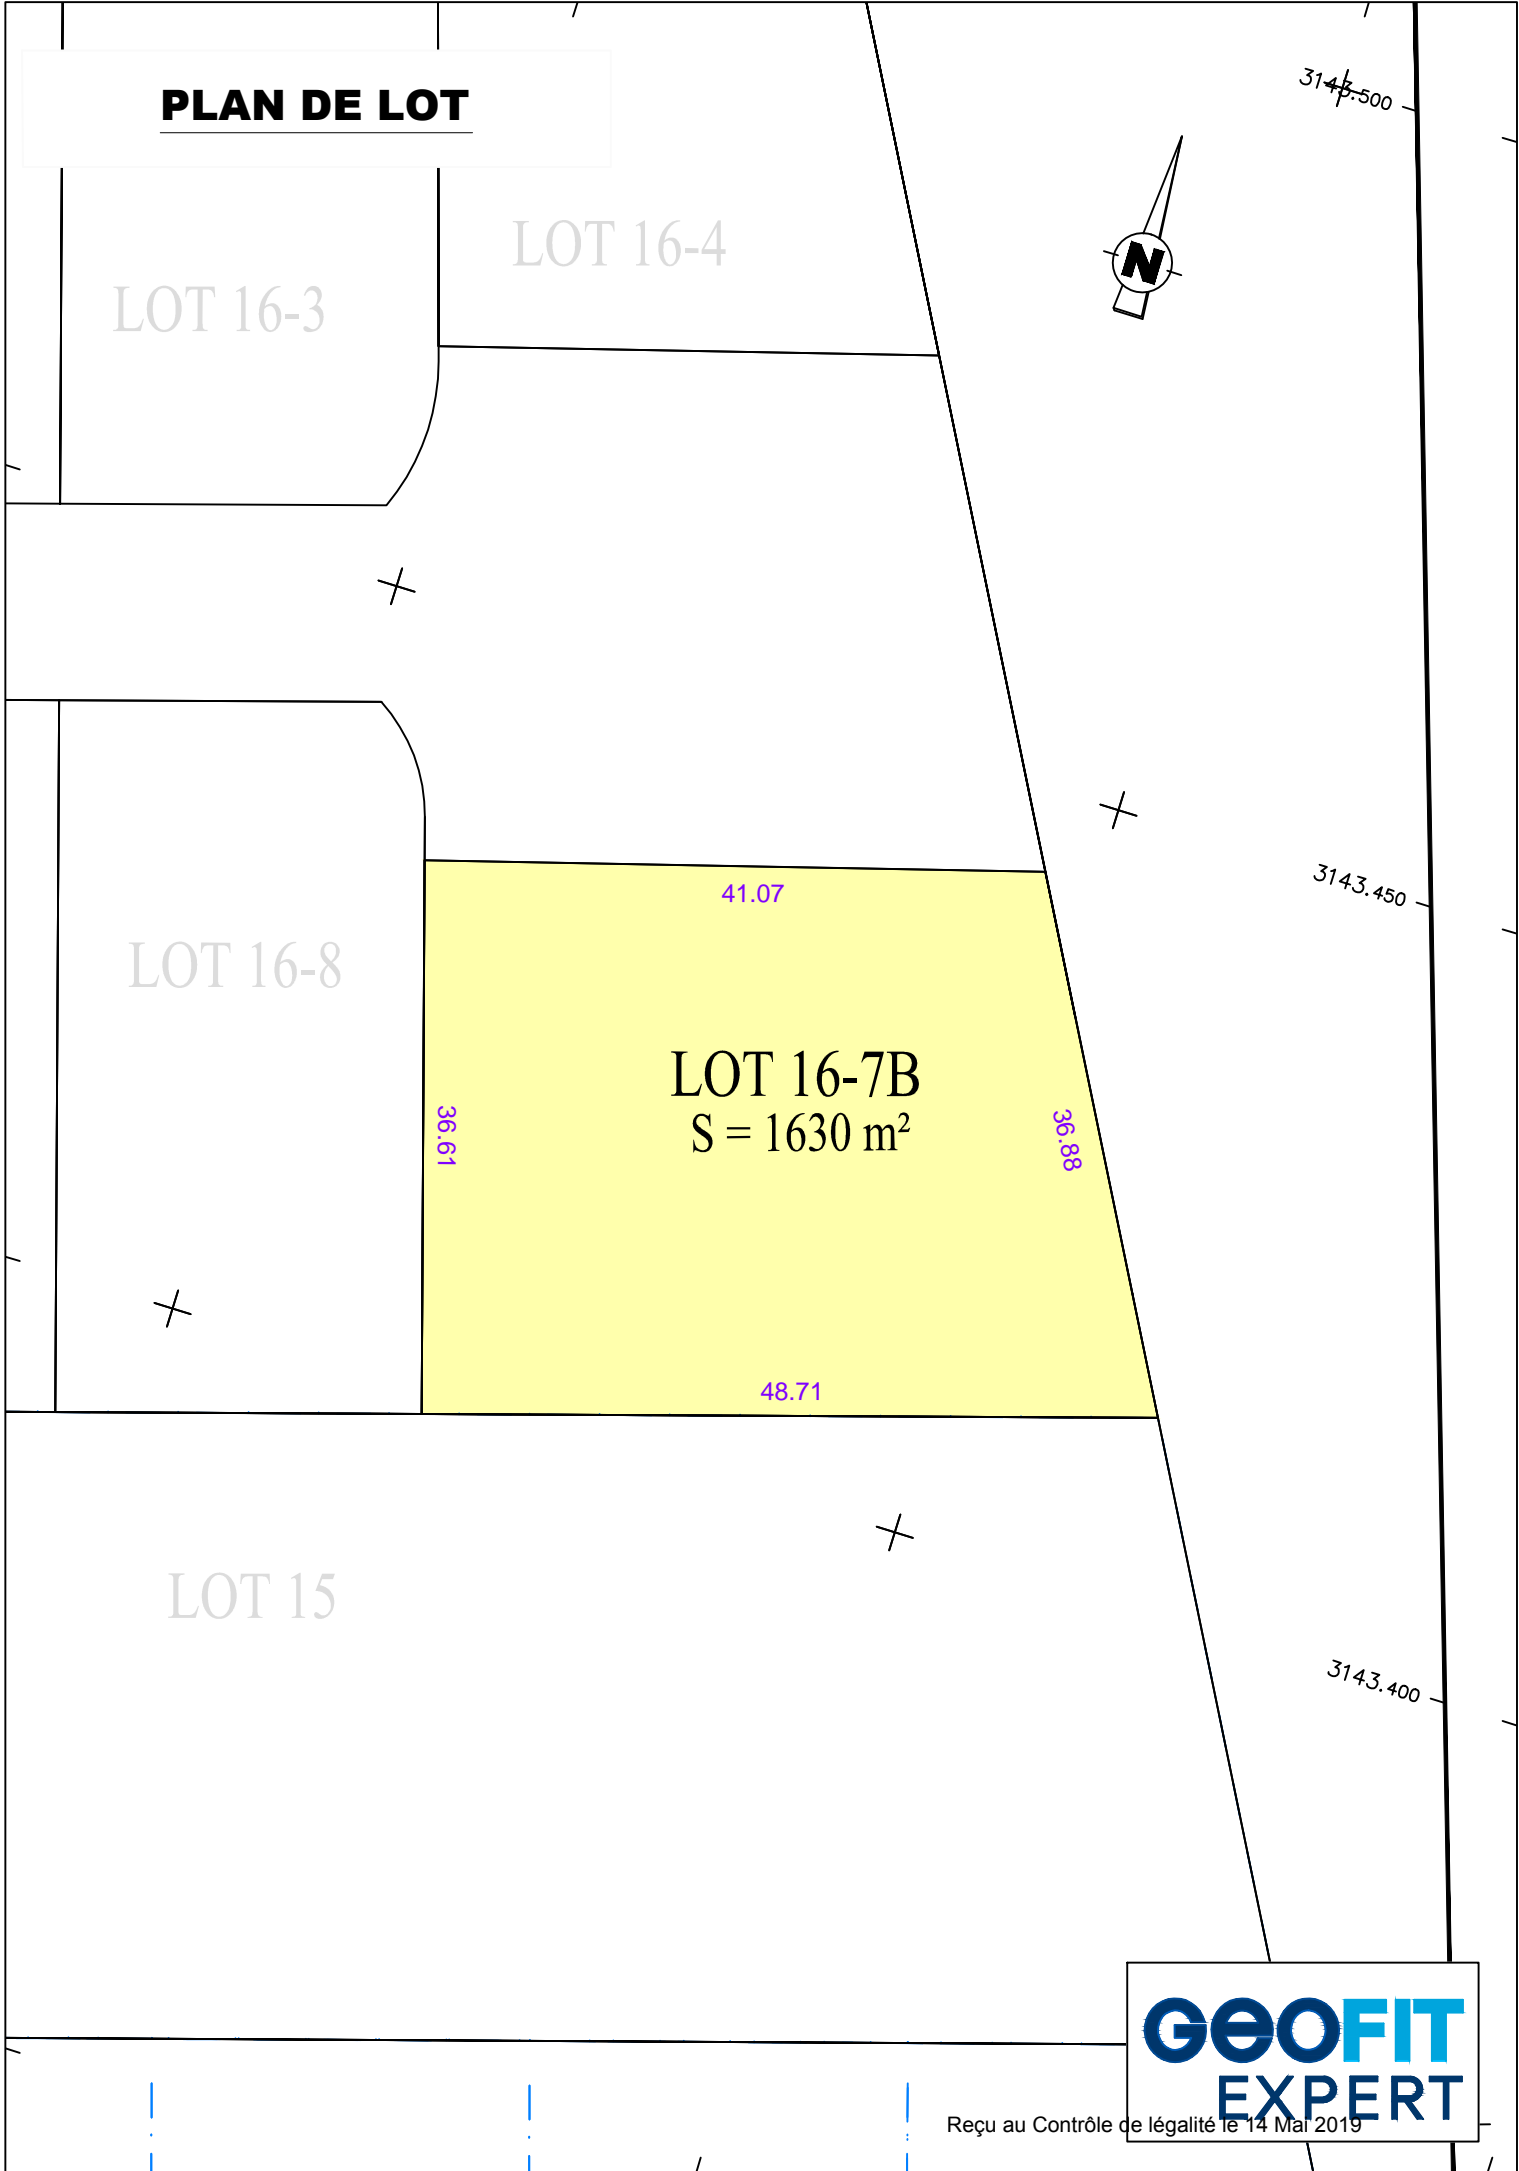 PLAN DE LOT
3143.500
N
LOT 16-4
LOT 16-3
3143.450
41.07
LOT 16-8
LOT 16-7B
S = 1630 m²
36.61
36.88
48.71
LOT 15
3143.400
GEOFIT
EXPERT
Reçu au Contrôle de légalité le 14 Mai 2019